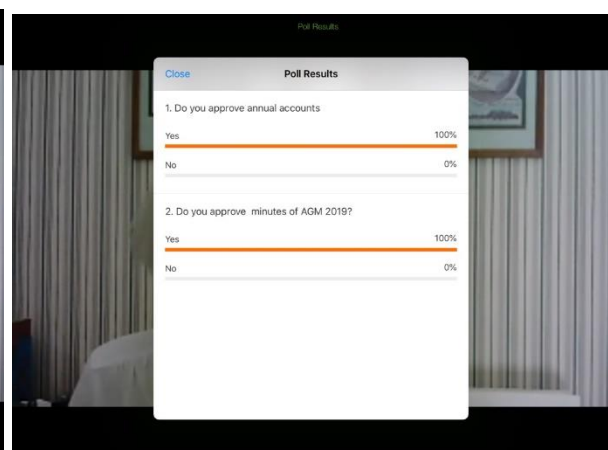 Poll Results
Close Poll Results
1. Do you approve annual accounts
Yes 100%
No 0%
2. Do you approve  minutes of AGM 2019?
Yes 100%
No 0%